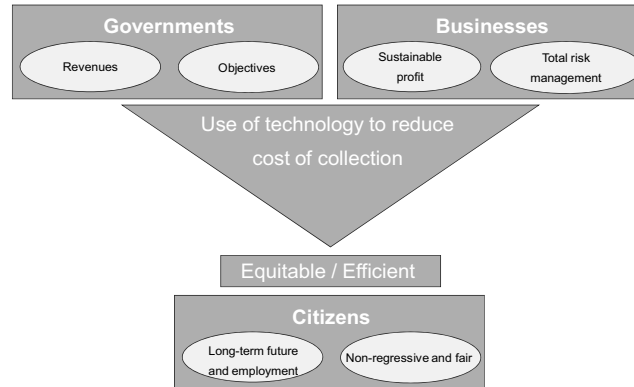 Governments
Revenues
Objectives
Businesses
Sustainable
profit
Total risk
management
Use of technology to reduce
cost of collection
Equitable / Efficient
Citizens
Long-term future
and employment
Non-regressive and fair